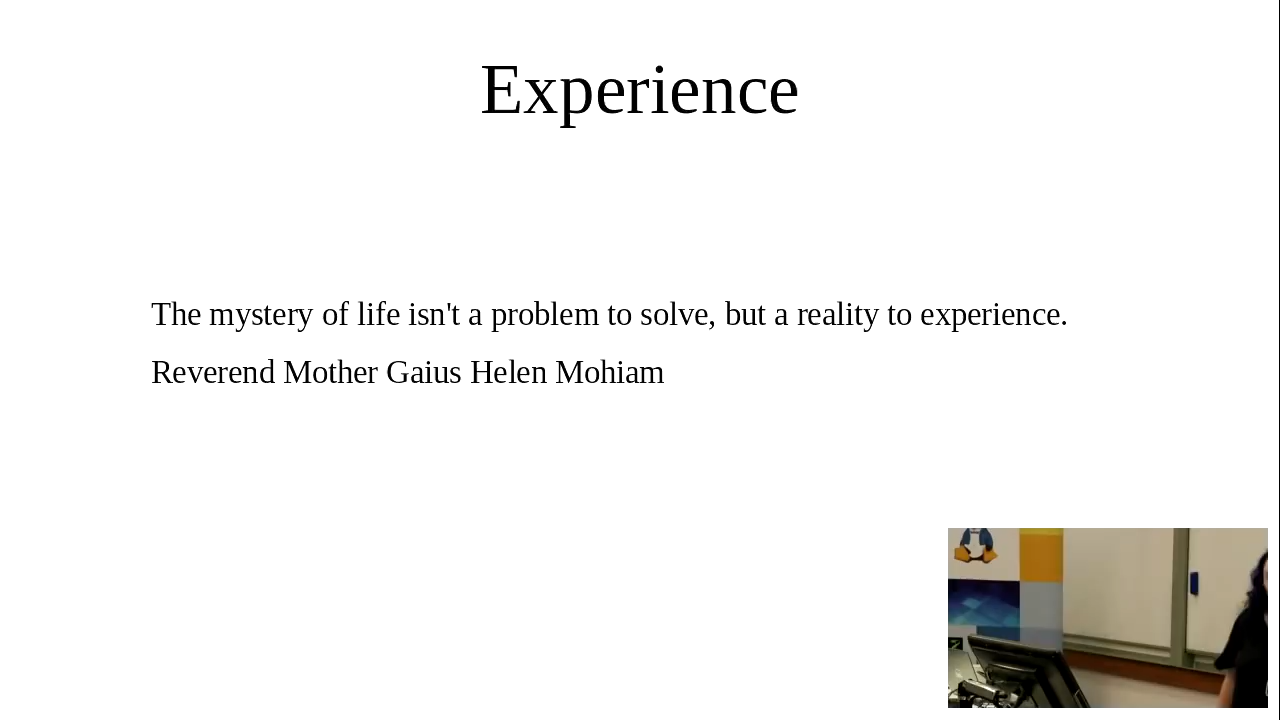 Experience
The mystery of life isn't a problem to solve, but a reality to experience.
Reverend Mother Gaius Helen Mohiam